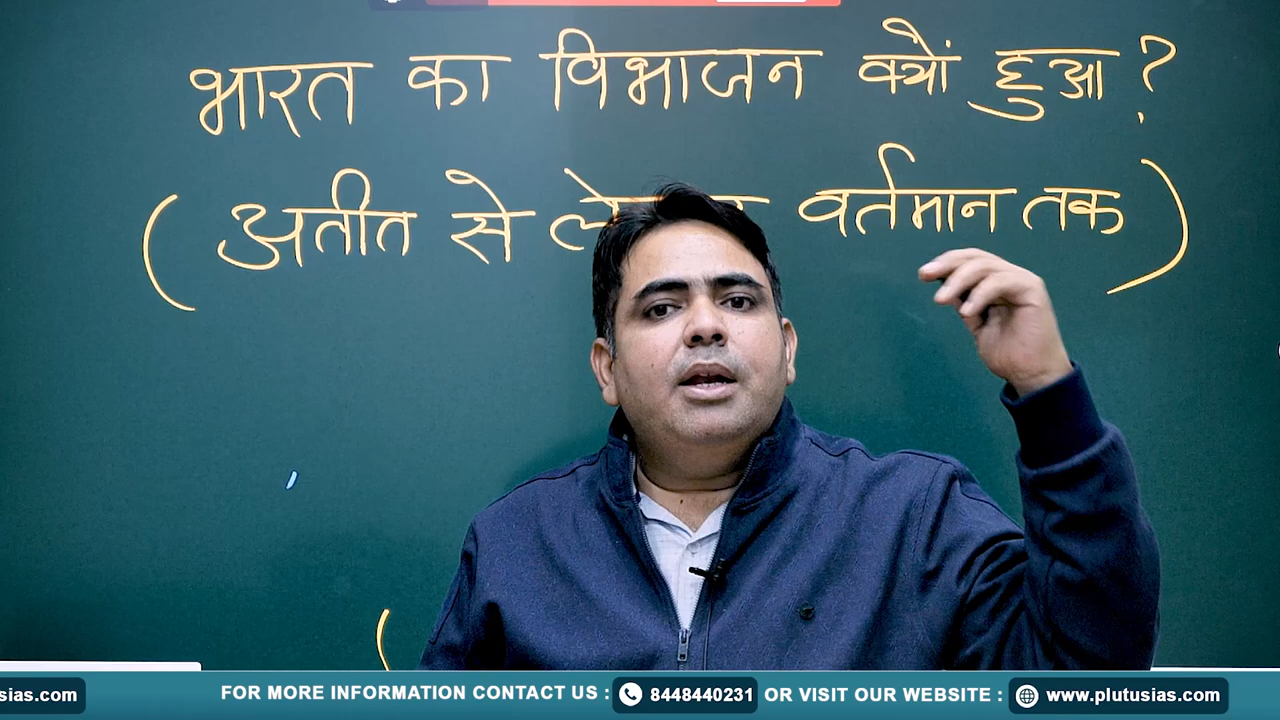 भारत का विभाजन क्यों हुआ ?
( अतीत से वर्तमान तक )
(
sias.com FOR MORE INFORMATION CONTACT US : 8448440231 OR VISIT OUR WEBSITE : www.plutusias.com